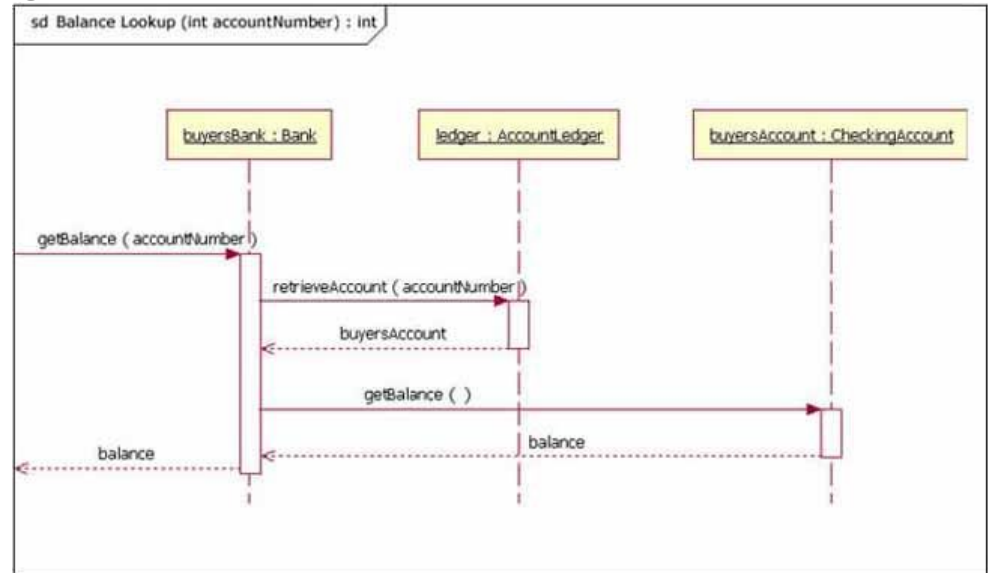 sd Balance Lookup (int accountNumber) : int
buyersBank : Bank
ledger : AccountLedger
buyersAccount : CheckingAccount
getBalance ( accountNumber )
retrieveAccount ( accountNumber )
buyersAccount
getBalance ( )
balance
balance